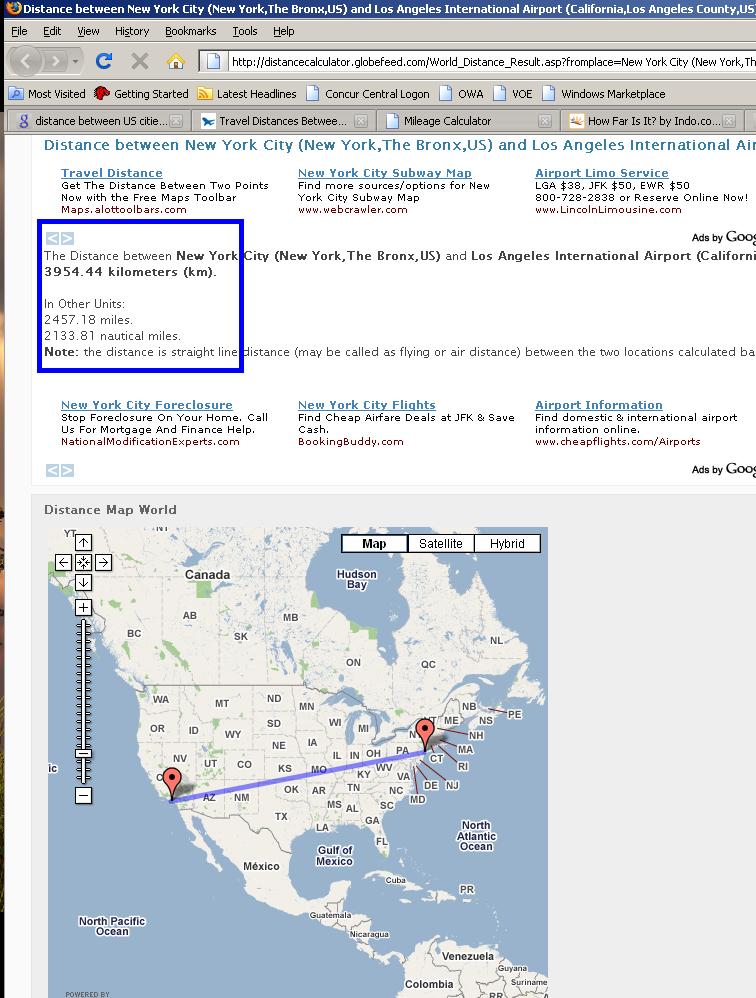 Distance between New York City (New York,The Bronx,US) and Los Angeles International Airport (California,Los Angeles County,US
File Edit View History Bookmarks Tools Help
http://distancecalculator.globefeed.com/World_Distance_Result.asp?fromplace=New York City (New York,Th
Most Visited Getting Started Latest Headlines Concur Central Logon OWA VOE Windows Marketplace
distance between US citie... Travel Distances Betwee... Mileage Calculator How Far Is It? by Indo.co...
Distance between New York City (New York,The Bronx,US) and Los Angeles International Air
Travel Distance
Get The Distance Between Two Points
Now with the Free Maps Toolbar
Maps.alottoolbars.com
New York City Subway Map
Find more sources/options for New
York City Subway Map
www.webcrawler.com
Airport Limo Service
LGA $38, JFK $50, EWR $50
800-728-2838 or Reserve Online Now!
www.LincolnLimousine.com
Ads by Goog
The Distance between New York City (New York,The Bronx,US) and Los Angeles International Airport (Californi
3954.44 kilometers (km).
In Other Units:
2457.18 miles.
2133.81 nautical miles.
Note: the distance is straight line distance (may be called as flying or air distance) between the two locations calculated ba
New York City Foreclosure
Stop Foreclosure On Your Home. Call
Us For Mortgage And Finance Help.
NationalModificationExperts.com
New York City Flights
Find Cheap Airfare Deals at JFK & Save
Cash.
BookingBuddy.com
Airport Information
Find domestic & international airport
information online.
www.cheapflights.com/Airports
Ads by Goog
Distance Map World
YT NT
Map Satellite Hybrid
Canada
Hudson
Bay
AB
MB
BC
SK
NL
ON
QC
WA
MT
ND
MN
NB
PE
OR
ID
WY
SD
WI
MI
ME
NS
NH
NE
IA
NV
UT
CO
KS
MO
IL
IN
OH
PA
MA
CT
RI
KY
WV
VA
DE
NJ
MD
AZ
NM
OK
AR
TN
NC
SC
MS
AL
GA
TX
LA
FL
North
Atlantic
Ocean
Gulf of
Mexico
México
Cuba
PR
North Pacific
Ocean
Guatemala
Nicaragua
Venezuela
Guyana
Suriname
Colombia
RR
POWERED BY